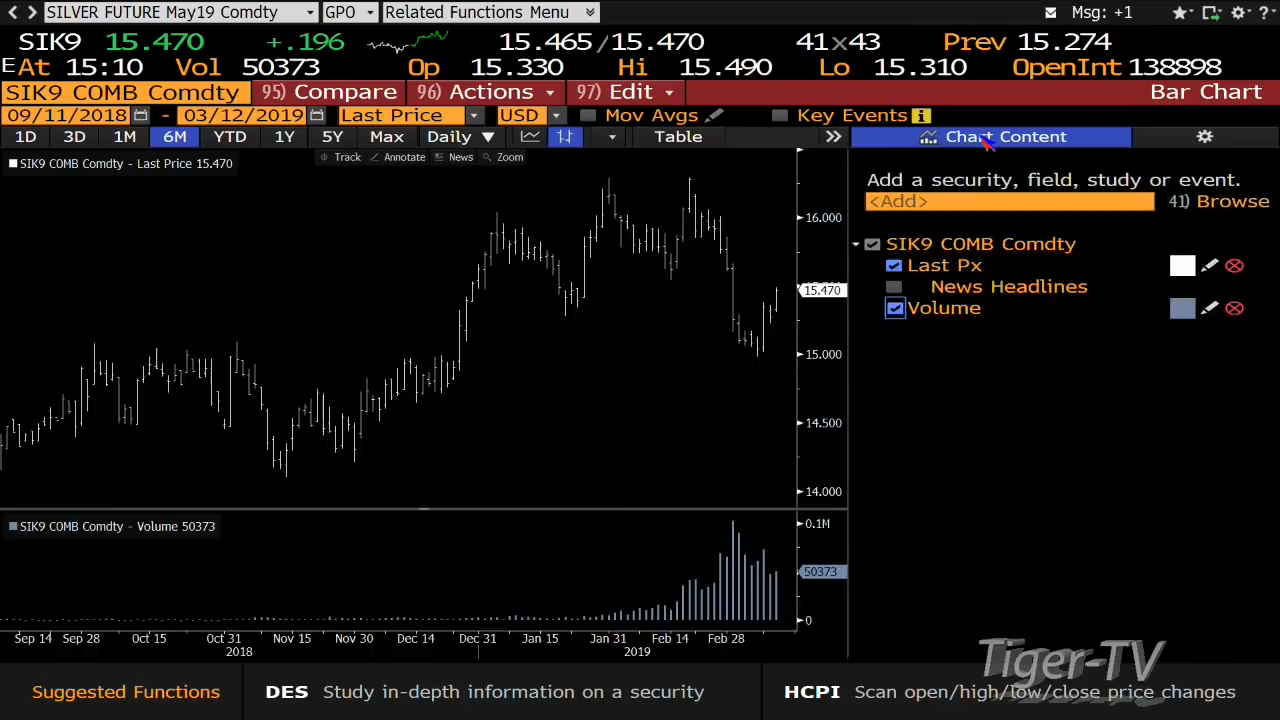 SILVER FUTURE May19 Comdty GPO Related Functions Menu Msg: +1 ?
SIK9 15.470 +.196 15.465/15.470 41×43 Prev 15.274
EAt 15:10 Vol 50373 Op 15.330 Hi 15.490 Lo 15.310 OpenInt 138898
SIK9 COMB Comdty 95) Compare 96) Actions 97) Edit Bar Chart
09/11/2018 - 03/12/2019 Last Price USD Mov Avgs Key Events i
1D 3D 1M 6M YTD 1Y 5Y Max Daily ▼ Table » Chart Content
SIK9 COMB Comdty - Last Price 15.470
Track Annotate News Zoom
Add a security, field, study or event.
<Add> 41) Browse
SIK9 COMB Comdty
Last Px
News Headlines
Volume
16.000
15.470
15.000
14.500
14.000
SIK9 COMB Comdty - Volume 50373
0.1M
50373
0
Sep 14 Sep 28 Oct 15 Oct 31 Nov 15 Nov 30 Dec 14 Dec 31 Jan 15 Jan 31 Feb 14 Feb 28
2018 2019
Tiger-TV
Suggested Functions DES Study in-depth information on a security HCPI Scan open/high/low/close price changes